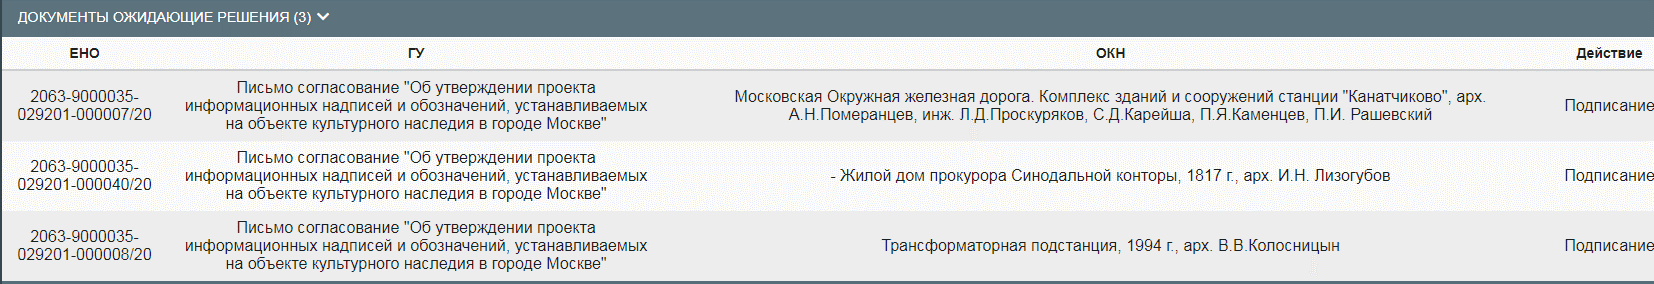 ДОКУМЕНТЫ ОЖИДАЮЩИЕ РЕШЕНИЯ (3)
ЕНО ГУ ОКН Действие
2063-9000035-
029201-000007/20
Письмо согласование "Об утверждении проекта
информационных надписей и обозначений, устанавливаемых
на объекте культурного наследия в городе Москве"
Московская Окружная железная дорога. Комплекс зданий и сооружений станции "Канатчиково", арх.
А.Н.Померанцев, инж. Л.Д.Проскуряков, С.Д.Карейша, П.Я.Каменцев, П.И. Рашевский
Подписание
2063-9000035-
029201-000040/20
Письмо согласование "Об утверждении проекта
информационных надписей и обозначений, устанавливаемых
на объекте культурного наследия в городе Москве"
- Жилой дом прокурора Синодальной конторы, 1817 г., арх. И.Н. Лизогубов
Подписание
2063-9000035-
029201-000008/20
Письмо согласование "Об утверждении проекта
информационных надписей и обозначений, устанавливаемых
на объекте культурного наследия в городе Москве"
Трансформаторная подстанция, 1994 г., арх. В.В.Колосницын
Подписание